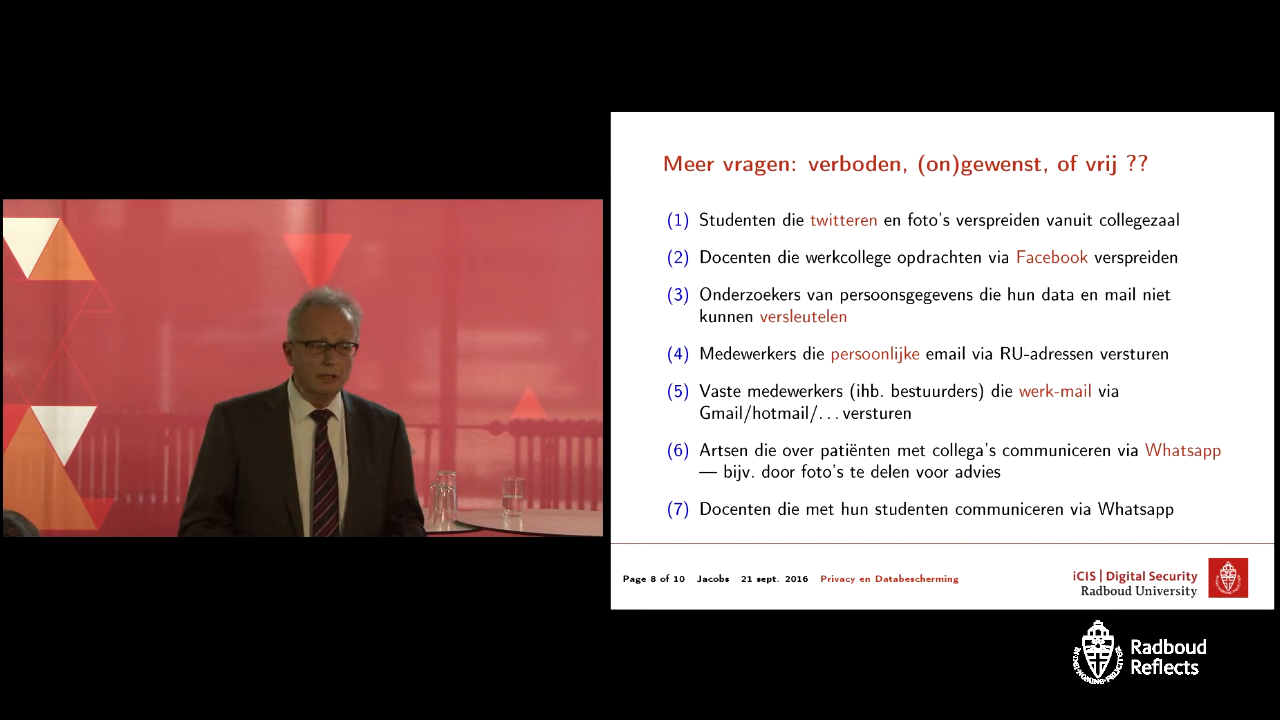 Meer vragen: verboden, (on)gewenst, of vrij ??
(1) Studenten die twitteren en foto's verspreiden vanuit collegezaal
(2) Docenten die werkcollege opdrachten via Facebook verspreiden
(3) Onderzoekers van persoonsgegevens die hun data en mail niet
kunnen versleutelen
(4) Medewerkers die persoonlijke email via RU-adressen versturen
(5) Vaste medewerkers (ihb. bestuurders) die werk-mail via
Gmail/hotmail/... versturen
(6) Artsen die over patiënten met collega's communiceren via Whatsapp
— bijv. door foto's te delen voor advies
(7) Docenten die met hun studenten communiceren via Whatsapp
Page 8 of 10 Jacobs 21 sept. 2016 Privacy en Databescherming
iCIS | Digital Security
Radboud University
Radboud
Reflects